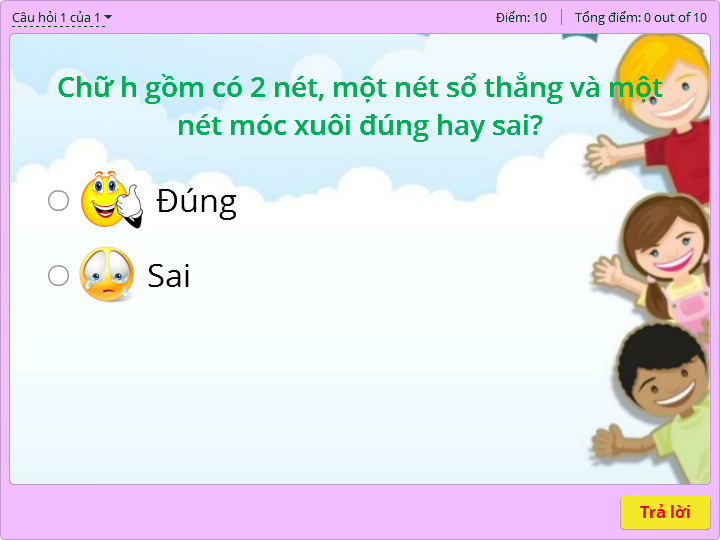 Câu hỏi 1 của 1
Điểm: 10
Tổng điểm: 0 out of 10
Chữ h gồm có 2 nét, một nét sổ thẳng và một
nét móc xuôi đúng hay sai?
Đúng
Sai
Trả lời